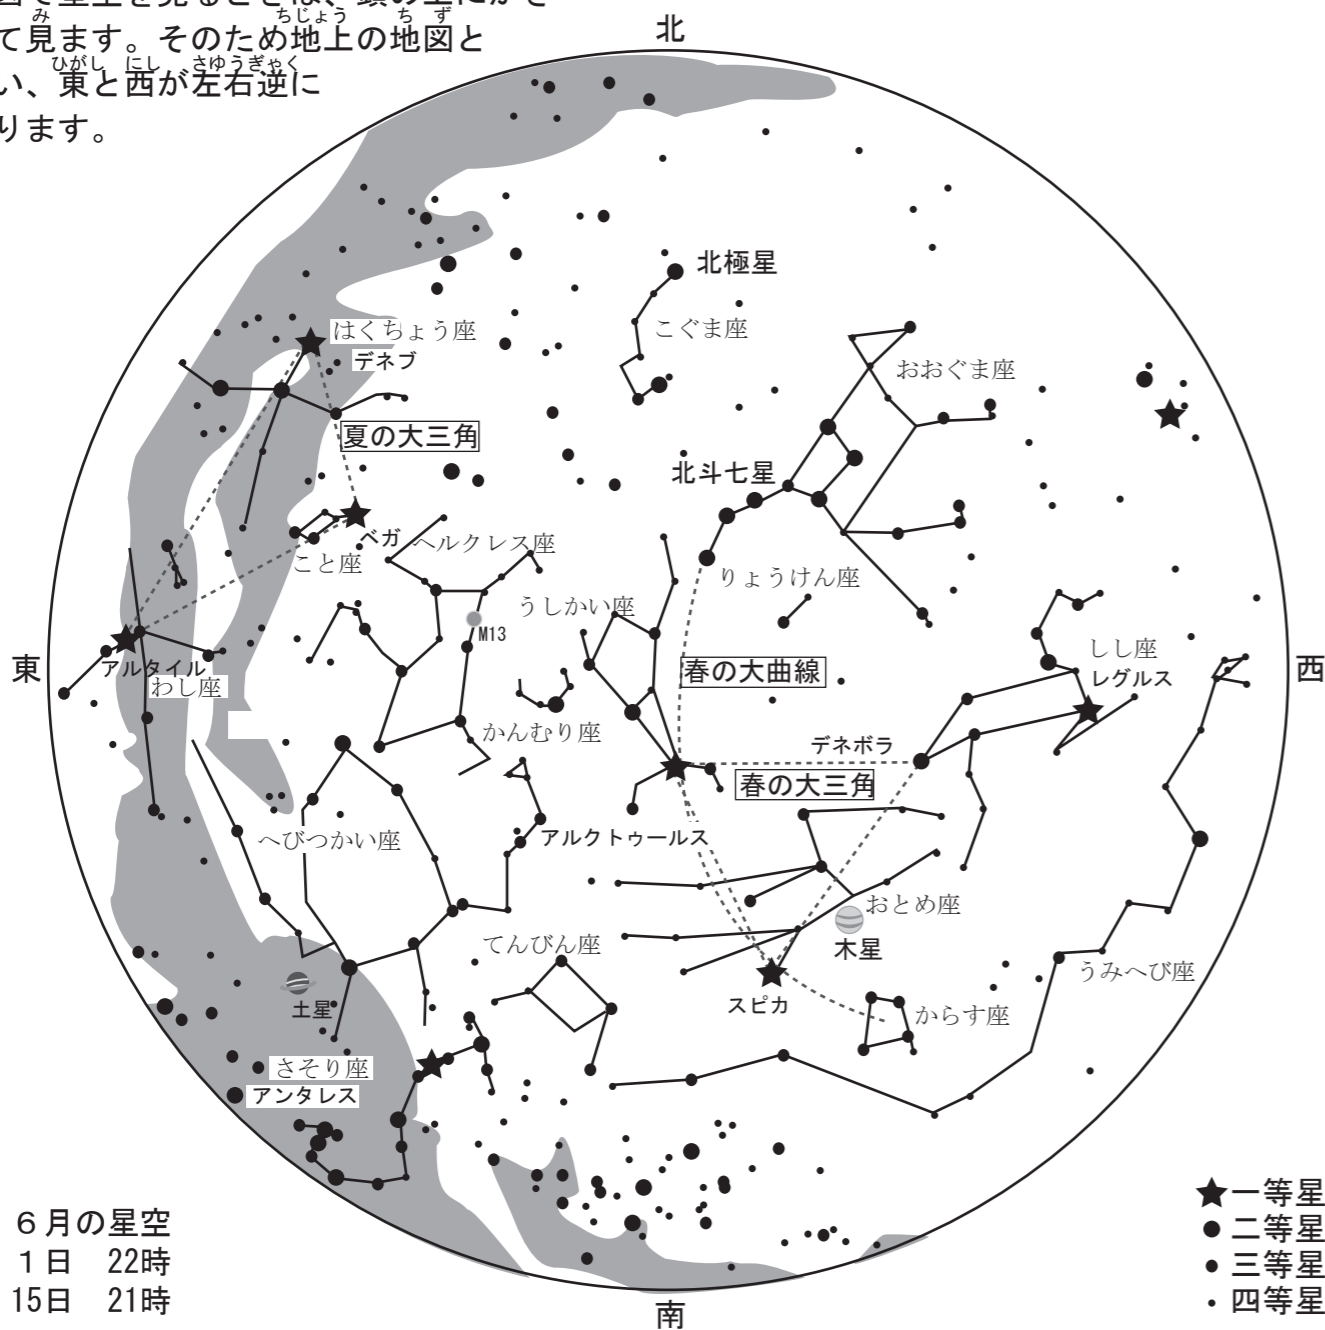 て見ます。そのため地上の地図と
い、東と西が左右逆に
ります。
北
北極星
はくちょう座
こぐま座
デネブ
おおぐま座
夏の大三角
北斗七星
ベガ
ヘルクレス座
こと座
りょうけん座
うしかい座
M13
しし座
東
西
アルタイル
春の大曲線
レグルス
わし座
かんむり座
デネボラ
春の大三角
へびつかい座
アルクトゥールス
おとめ座
てんびん座
木星
うみへび座
土星
スピカ
からす座
さそり座
アンタレス
6月の星空
1日 22時
15日 21時
一等星
二等星
三等星
四等星
南